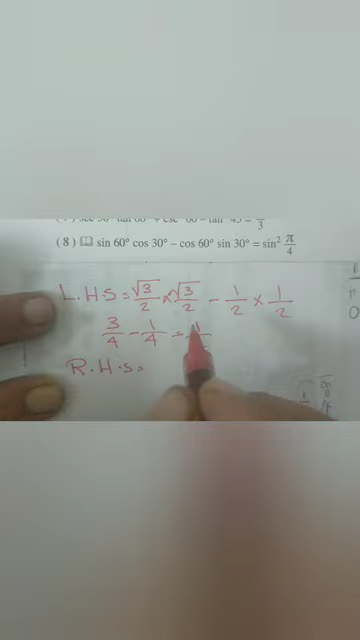 (8) sin 60° cos 30° − cos 60° sin 30° = sin² π/4
L.H.S = √3/2 × √3/2 − 1/2 × 1/2
3/4 − 1/4 = 1
R.H.S =